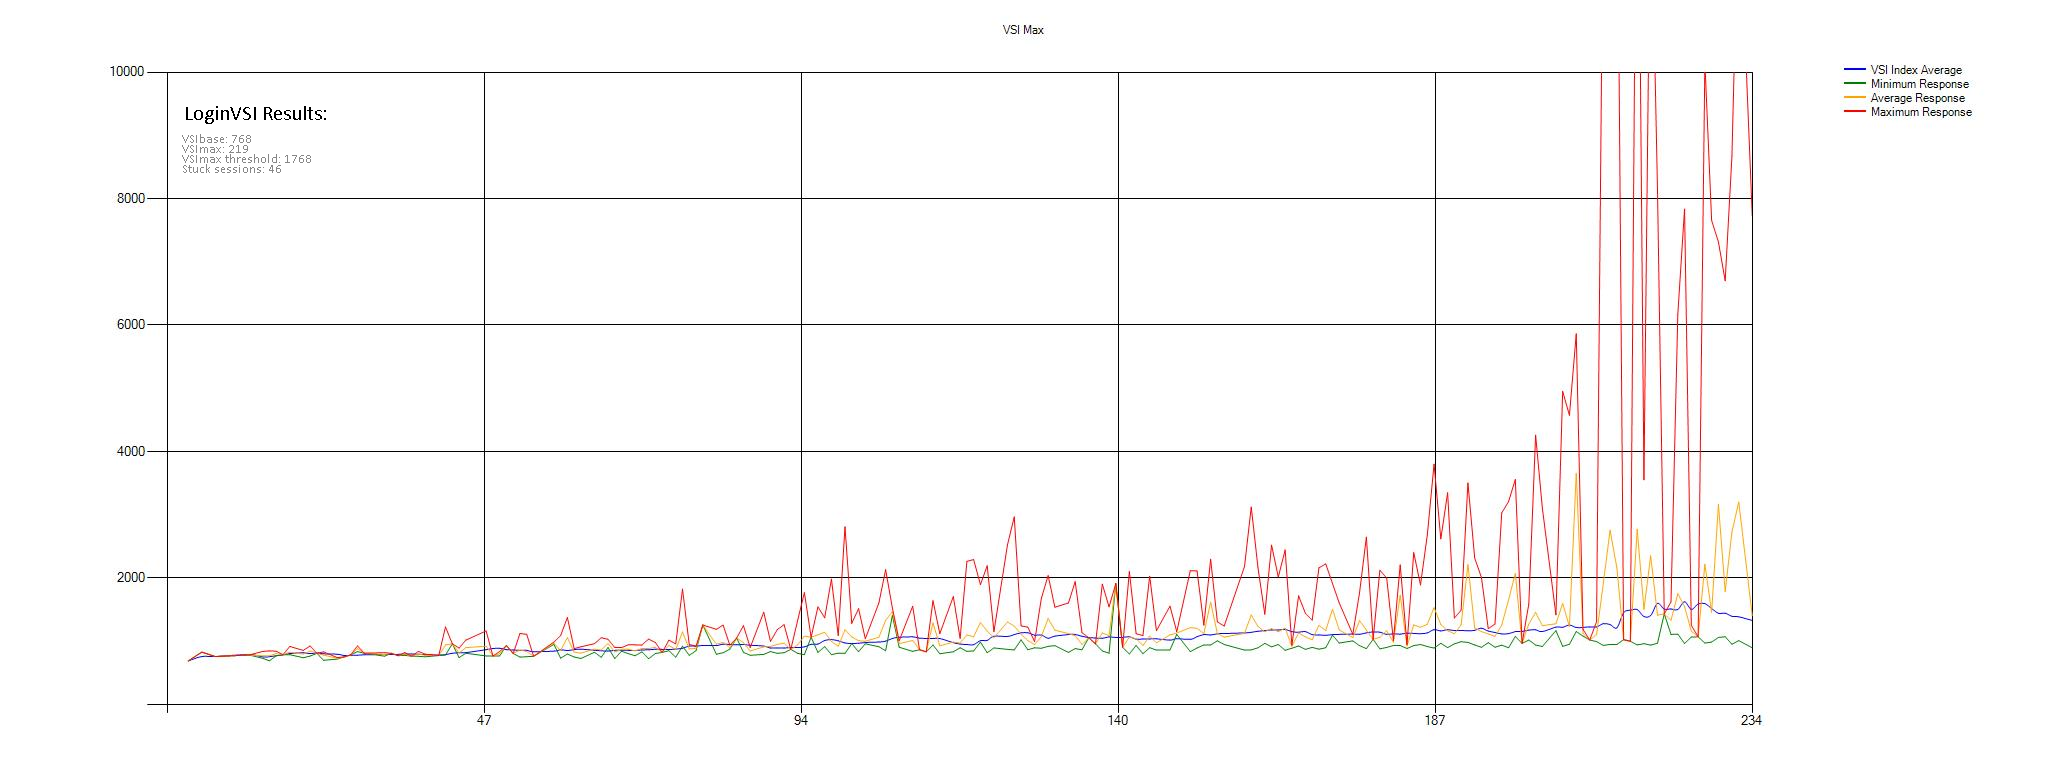 VSI Max
10000
8000
6000
4000
2000
LoginVSI Results:
VSIbase: 768
VSImax: 219
VSImax threshold: 1768
Stuck sessions: 46
47
94
140
187
234
VSI Index Average
Minimum Response
Average Response
Maximum Response